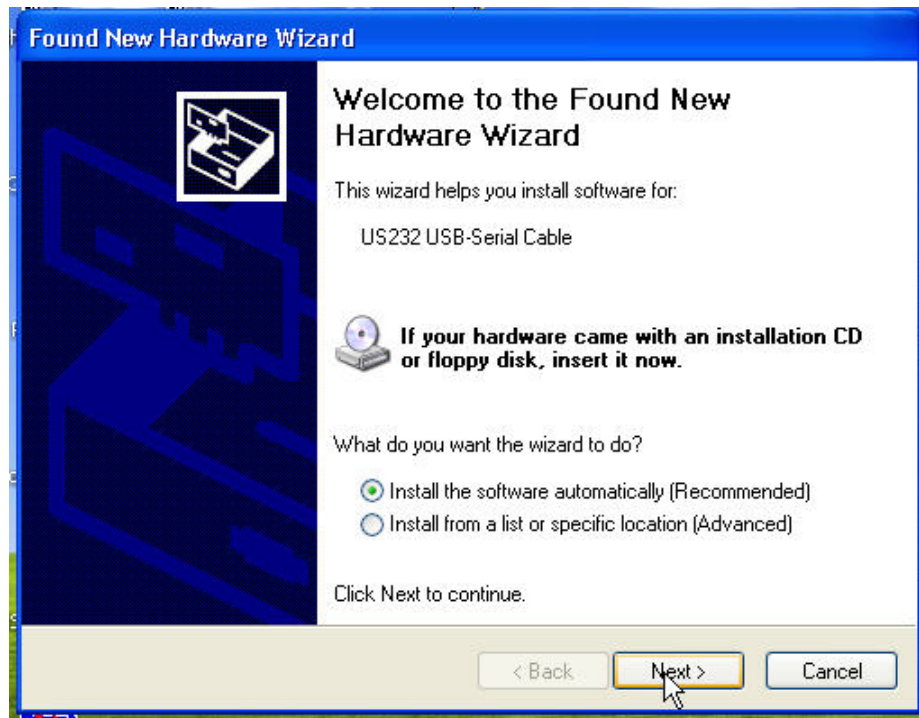 Found New Hardware Wizard
Welcome to the Found New
Hardware Wizard
This wizard helps you install software for:
US232 USB-Serial Cable
If your hardware came with an installation CD
or floppy disk, insert it now.
What do you want the wizard to do?
Install the software automatically (Recommended)
Install from a list or specific location (Advanced)
Click Next to continue.
< Back Next > Cancel